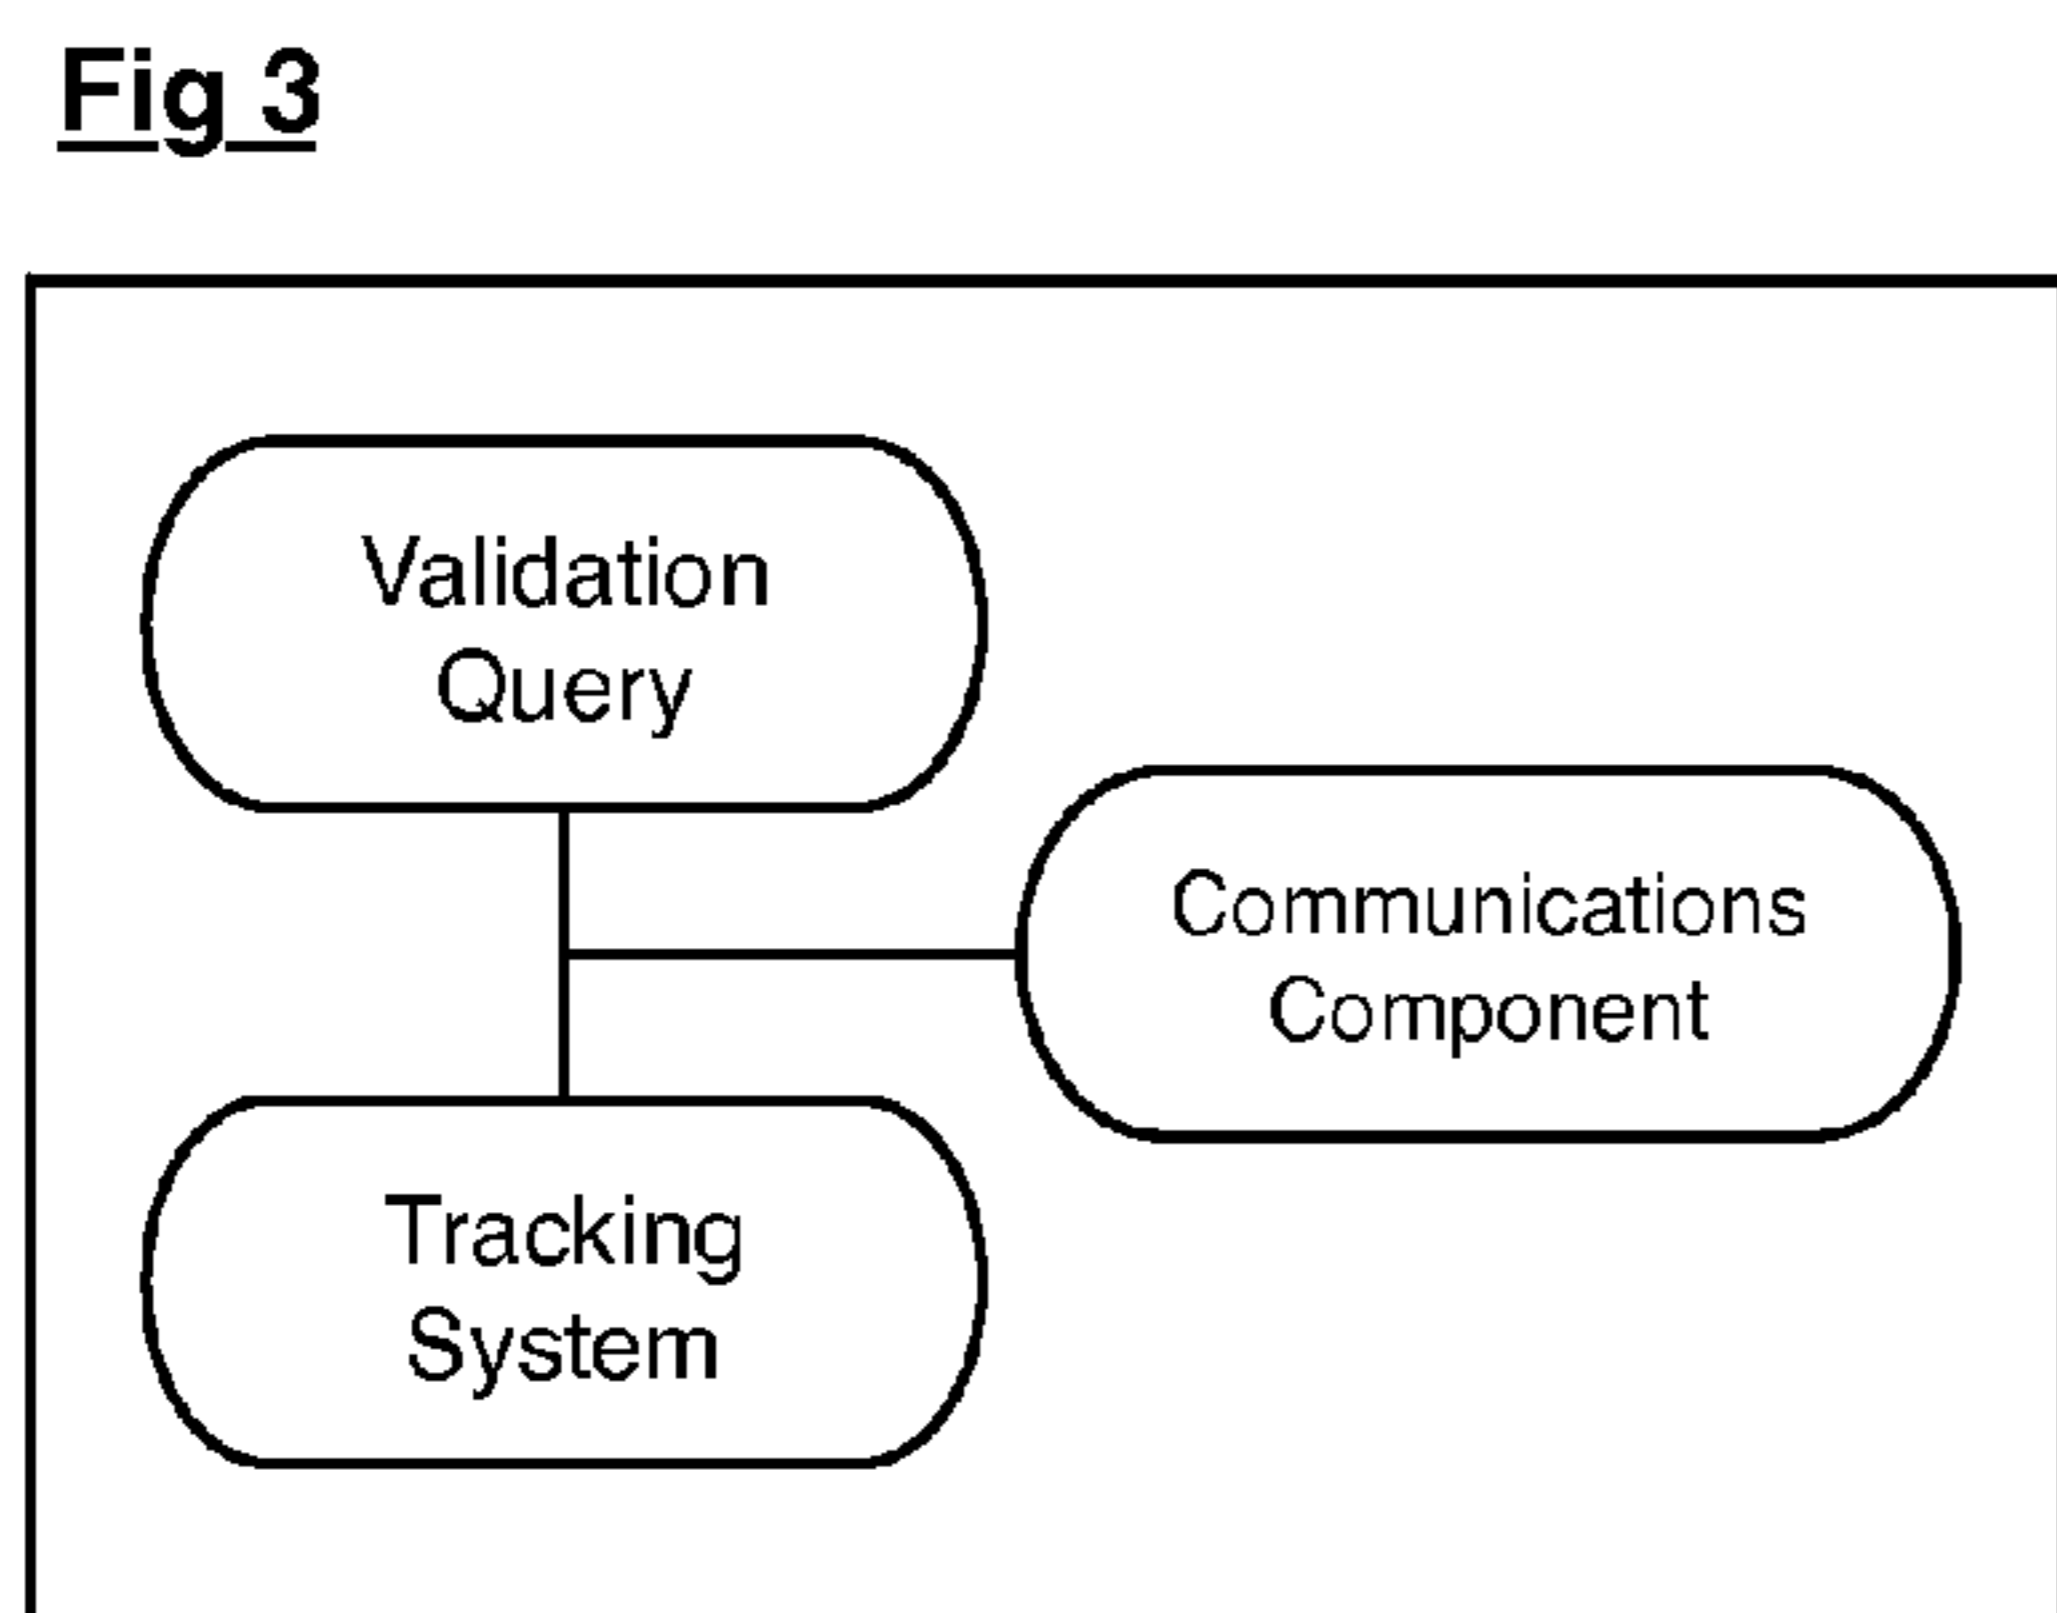 Fig 3
Validation
Query
Communications
Component
Tracking
System